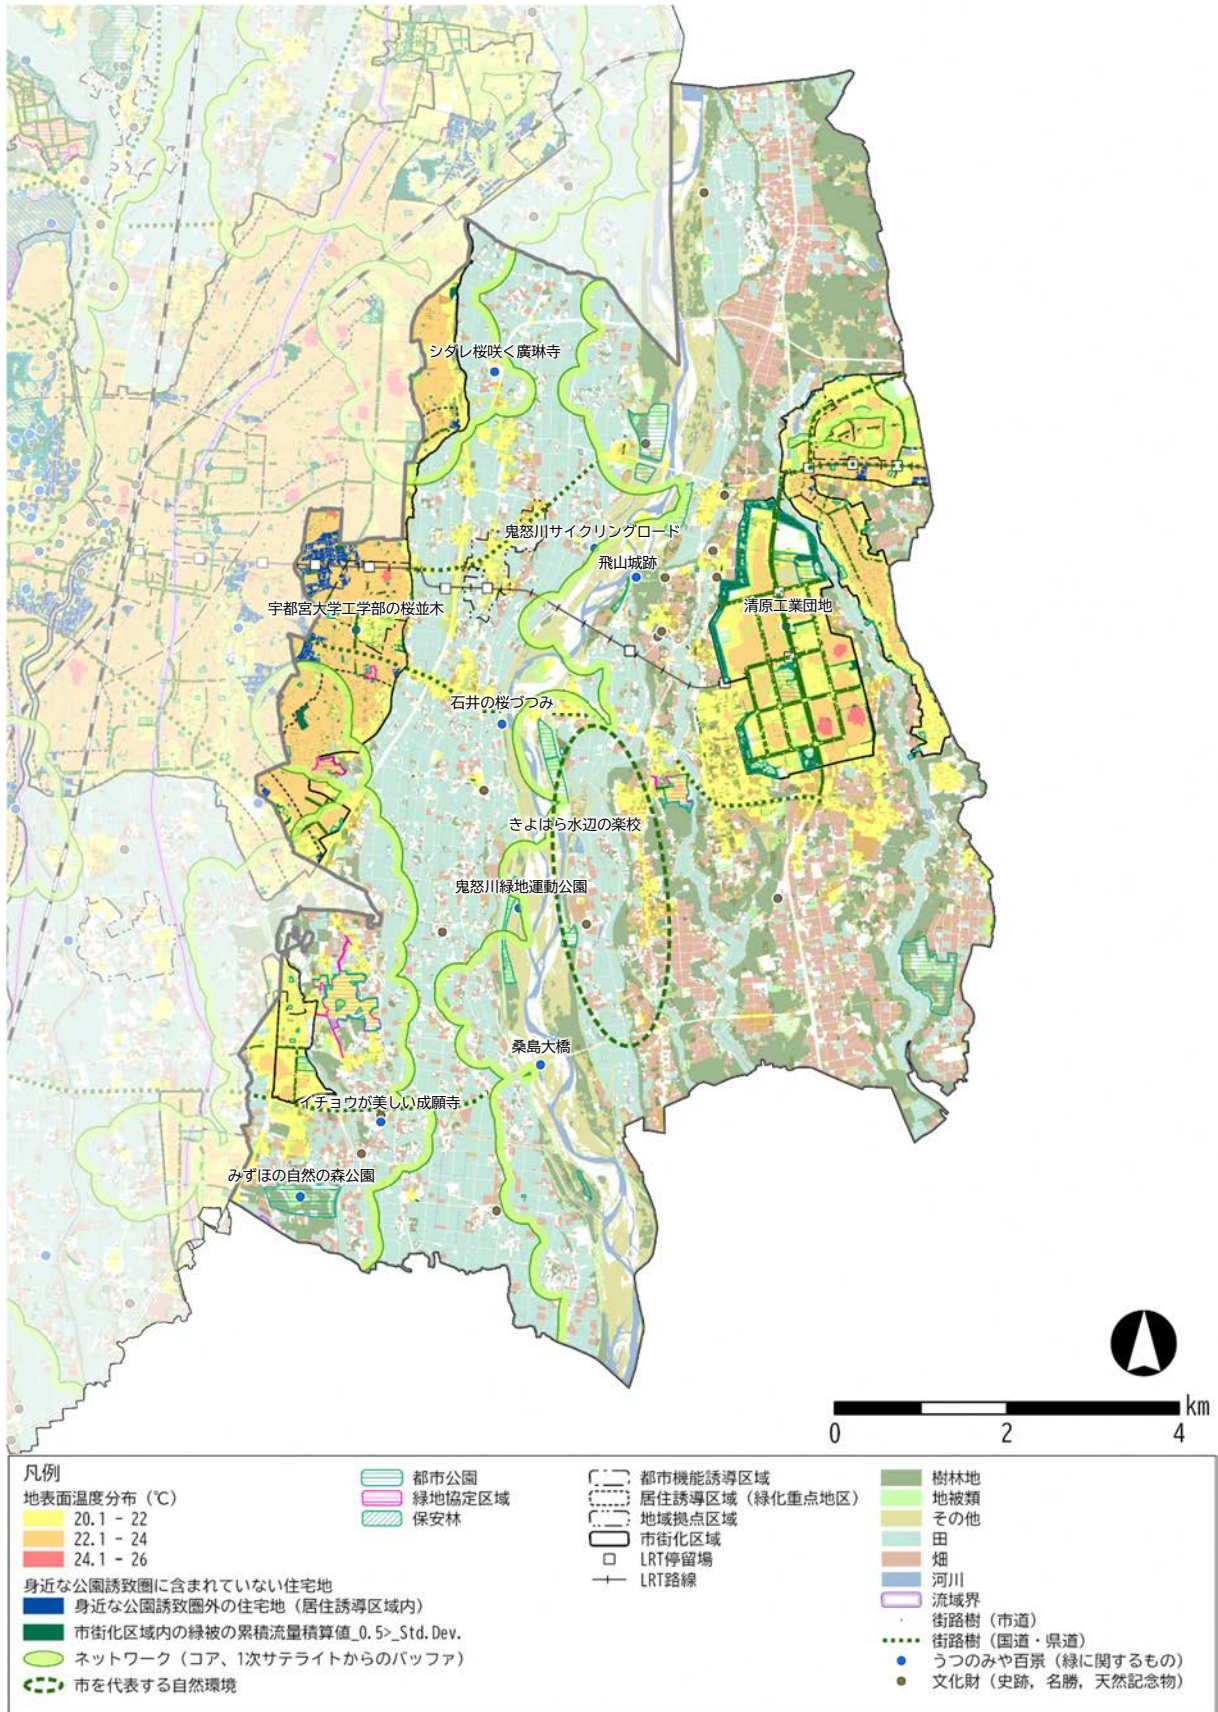 シダレ桜咲く廣琳寺
鬼怒川サイクリングロード
飛山城跡
宇都宮大学工学部の桜並木
清原工業団地
石井の桜づつみ
きよはら水辺の楽校
鬼怒川緑地運動公園
桑島大橋
イチョウが美しい成願寺
みずほの自然の森公園
km
0 2 4
凡例
地表面温度分布（℃）
20.1 - 22
22.1 - 24
24.1 - 26
身近な公園誘致圏に含まれていない住宅地
身近な公園誘致圏外の住宅地（居住誘導区域内）
市街化区域内の緑被の累積流量積算値_0.5>_Std.Dev.
ネットワーク（コア、1次サテライトからのバッファ）
市を代表する自然環境
都市公園
緑地協定区域
保安林
都市機能誘導区域
居住誘導区域（緑化重点地区）
地域拠点区域
市街化区域
LRT停留場
LRT路線
樹林地
地被類
その他
田
畑
河川
流域界
街路樹（市道）
街路樹（国道・県道）
うつのみや百景（緑に関するもの）
文化財（史跡，名勝，天然記念物）